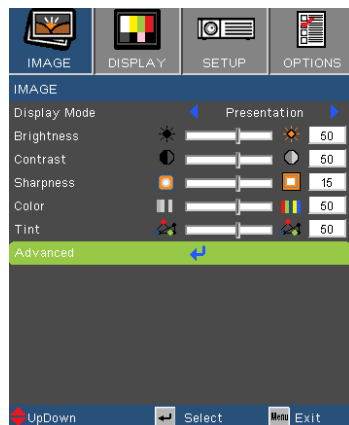 IMAGE DISPLAY SETUP OPTIONS
IMAGE
Display Mode Presentation
Brightness 50
Contrast 50
Sharpness 15
Color 50
Tint 50
Advanced
UpDown Select Menu Exit